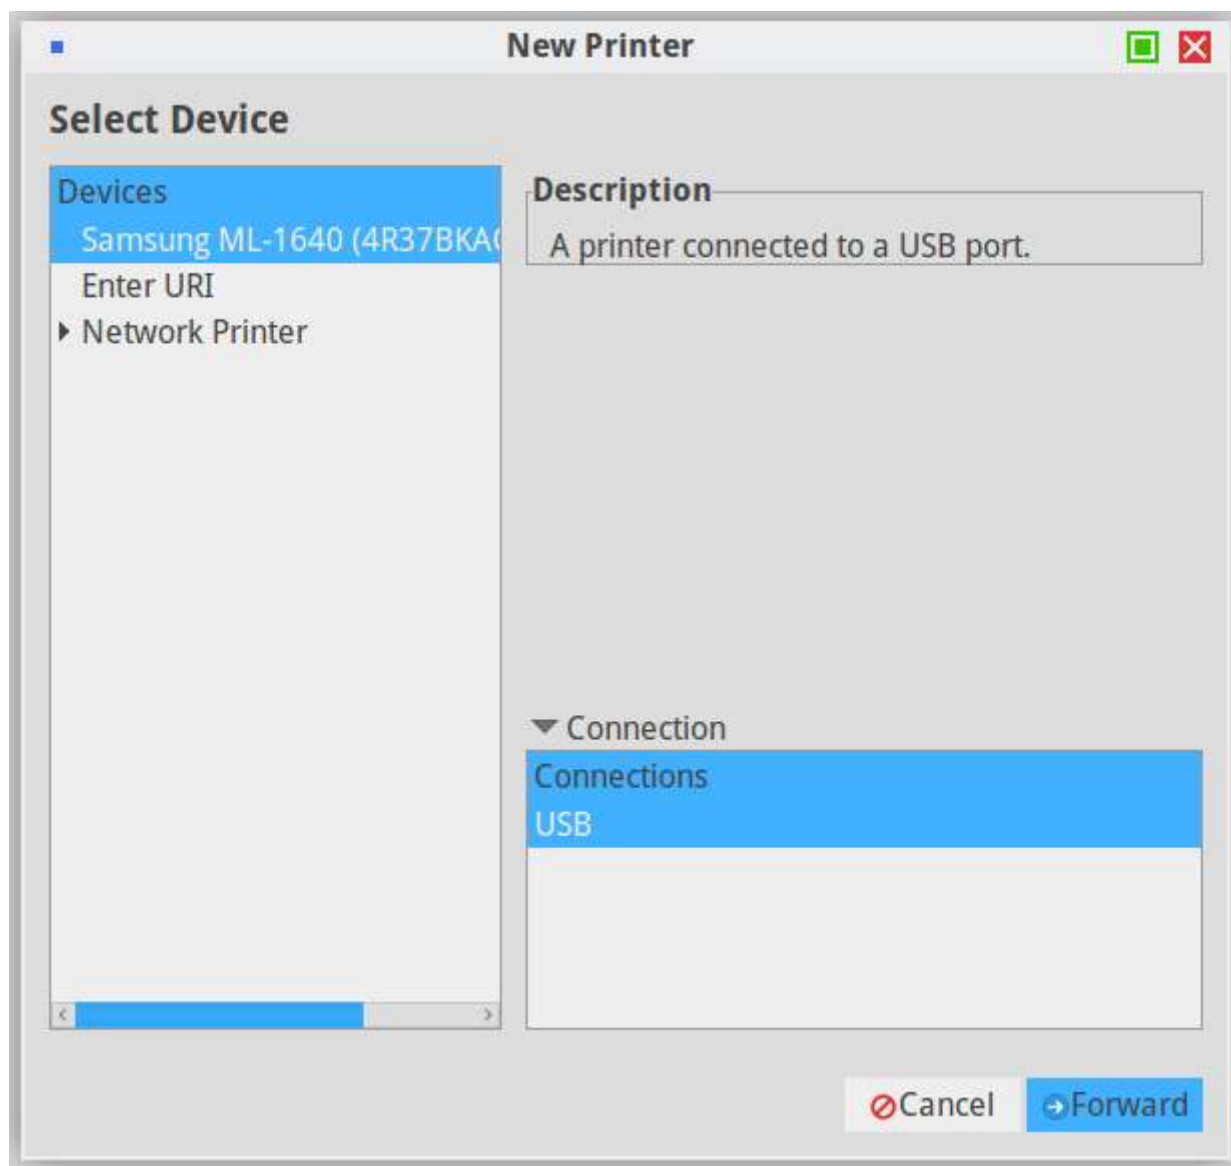 New Printer
Select Device
Devices
Samsung ML-1640 (4R37BKA
Enter URI
Network Printer
Description
A printer connected to a USB port.
Connection
Connections
USB
Cancel
Forward